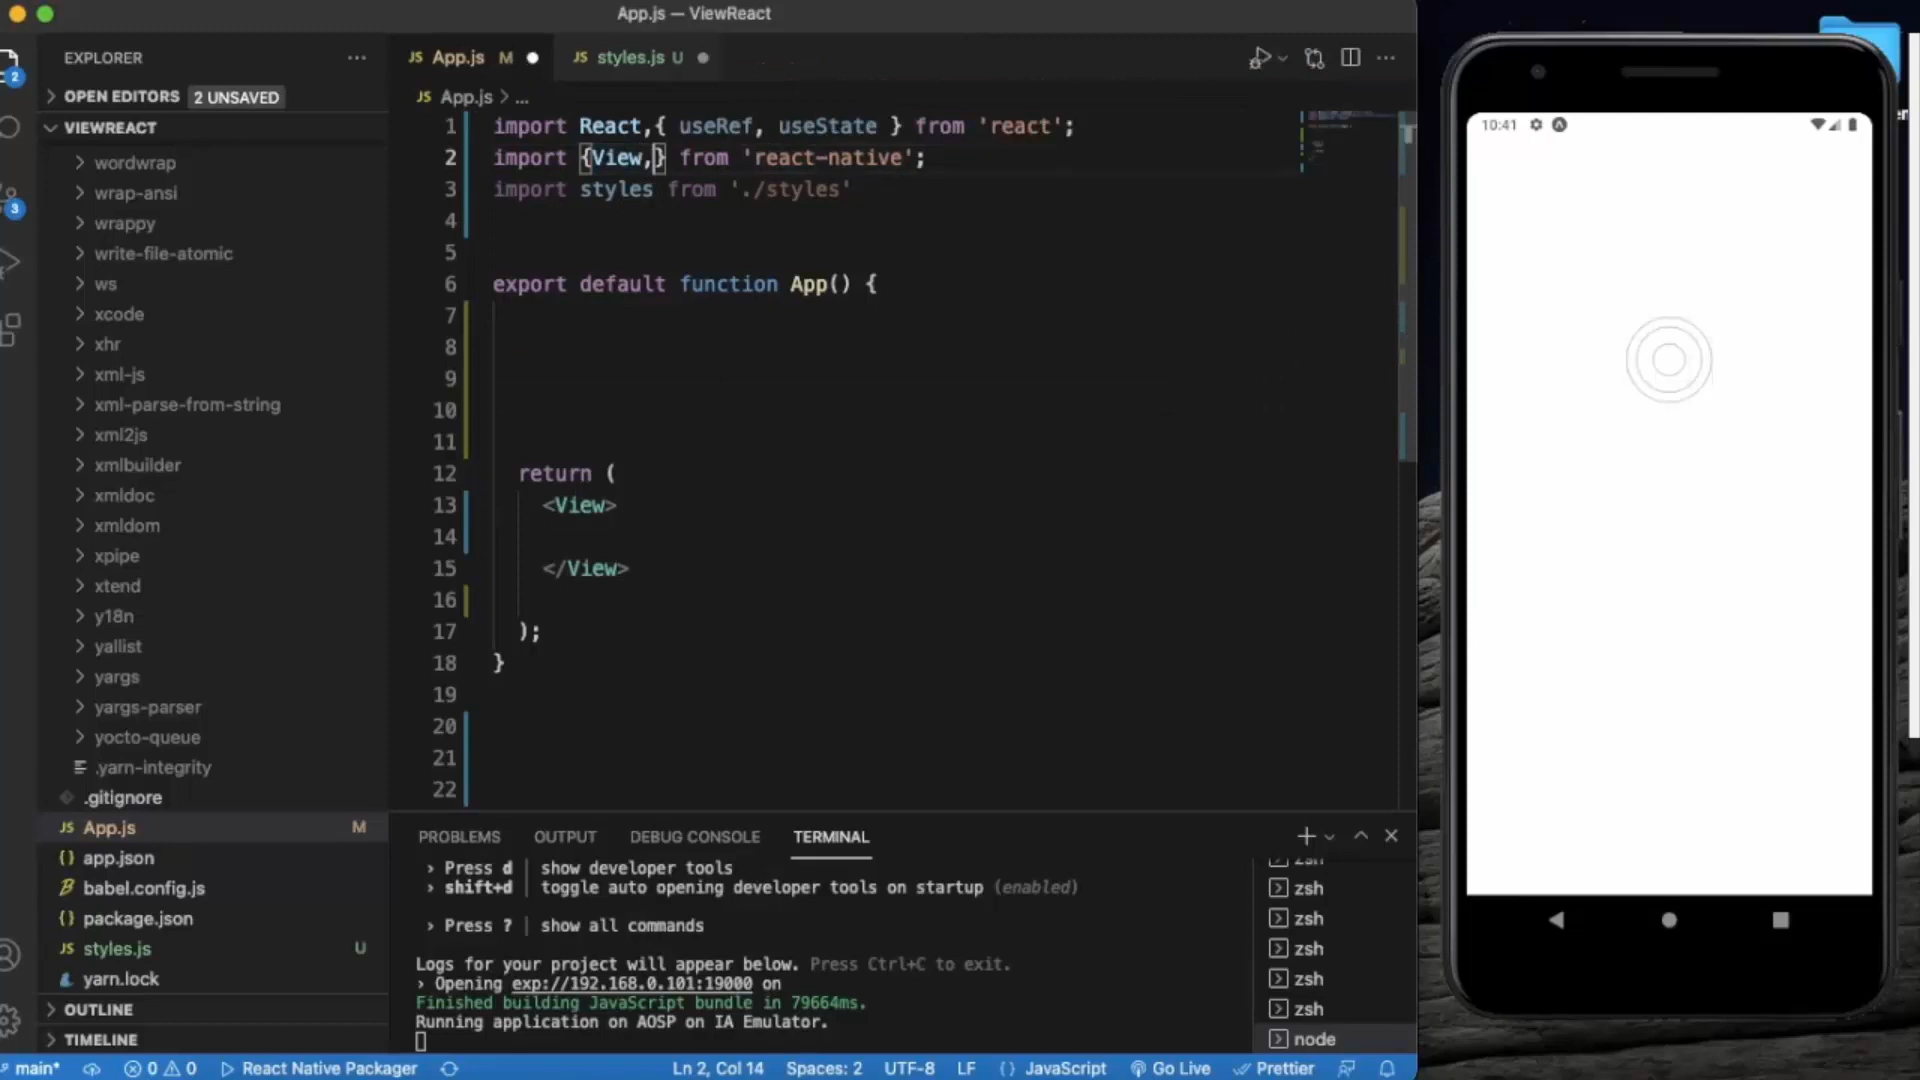 App.js — ViewReact
EXPLORER
OPEN EDITORS 2 UNSAVED
VIEWREACT
wordwrap
wrap-ansi
wrappy
write-file-atomic
ws
xcode
xhr
xml-js
xml-parse-from-string
xml2js
xmlbuilder
xmldoc
xmldom
xpipe
xtend
y18n
yallist
yargs
yargs-parser
yocto-queue
.yarn-integrity
.gitignore
JS App.js M
{} app.json
babel.config.js
{} package.json
JS styles.js U
yarn.lock
OUTLINE
TIMELINE
2
3
JS App.js M
JS styles.js U
JS App.js > ...
1 import React,{ useRef, useState } from 'react';
2 import {View,} from 'react-native';
3 import styles from './styles'
4
5
6 export default function App() {
7
8
9
10
11
12 return (
13 <View>
14
15 </View>
16
17 );
18 }
19
20
21
22
PROBLEMS OUTPUT DEBUG CONSOLE TERMINAL
› Press d | show developer tools
› shift+d | toggle auto opening developer tools on startup (enabled)
› Press ? | show all commands
Logs for your project will appear below. Press Ctrl+C to exit.
› Opening exp://192.168.0.101:19000 on
Finished building JavaScript bundle in 79664ms.
Running application on AOSP on IA Emulator.
zsh
zsh
zsh
zsh
zsh
zsh
node
main* 0 0 React Native Packager Ln 2, Col 14 Spaces: 2 UTF-8 LF {} JavaScript Go Live Prettier
10:41